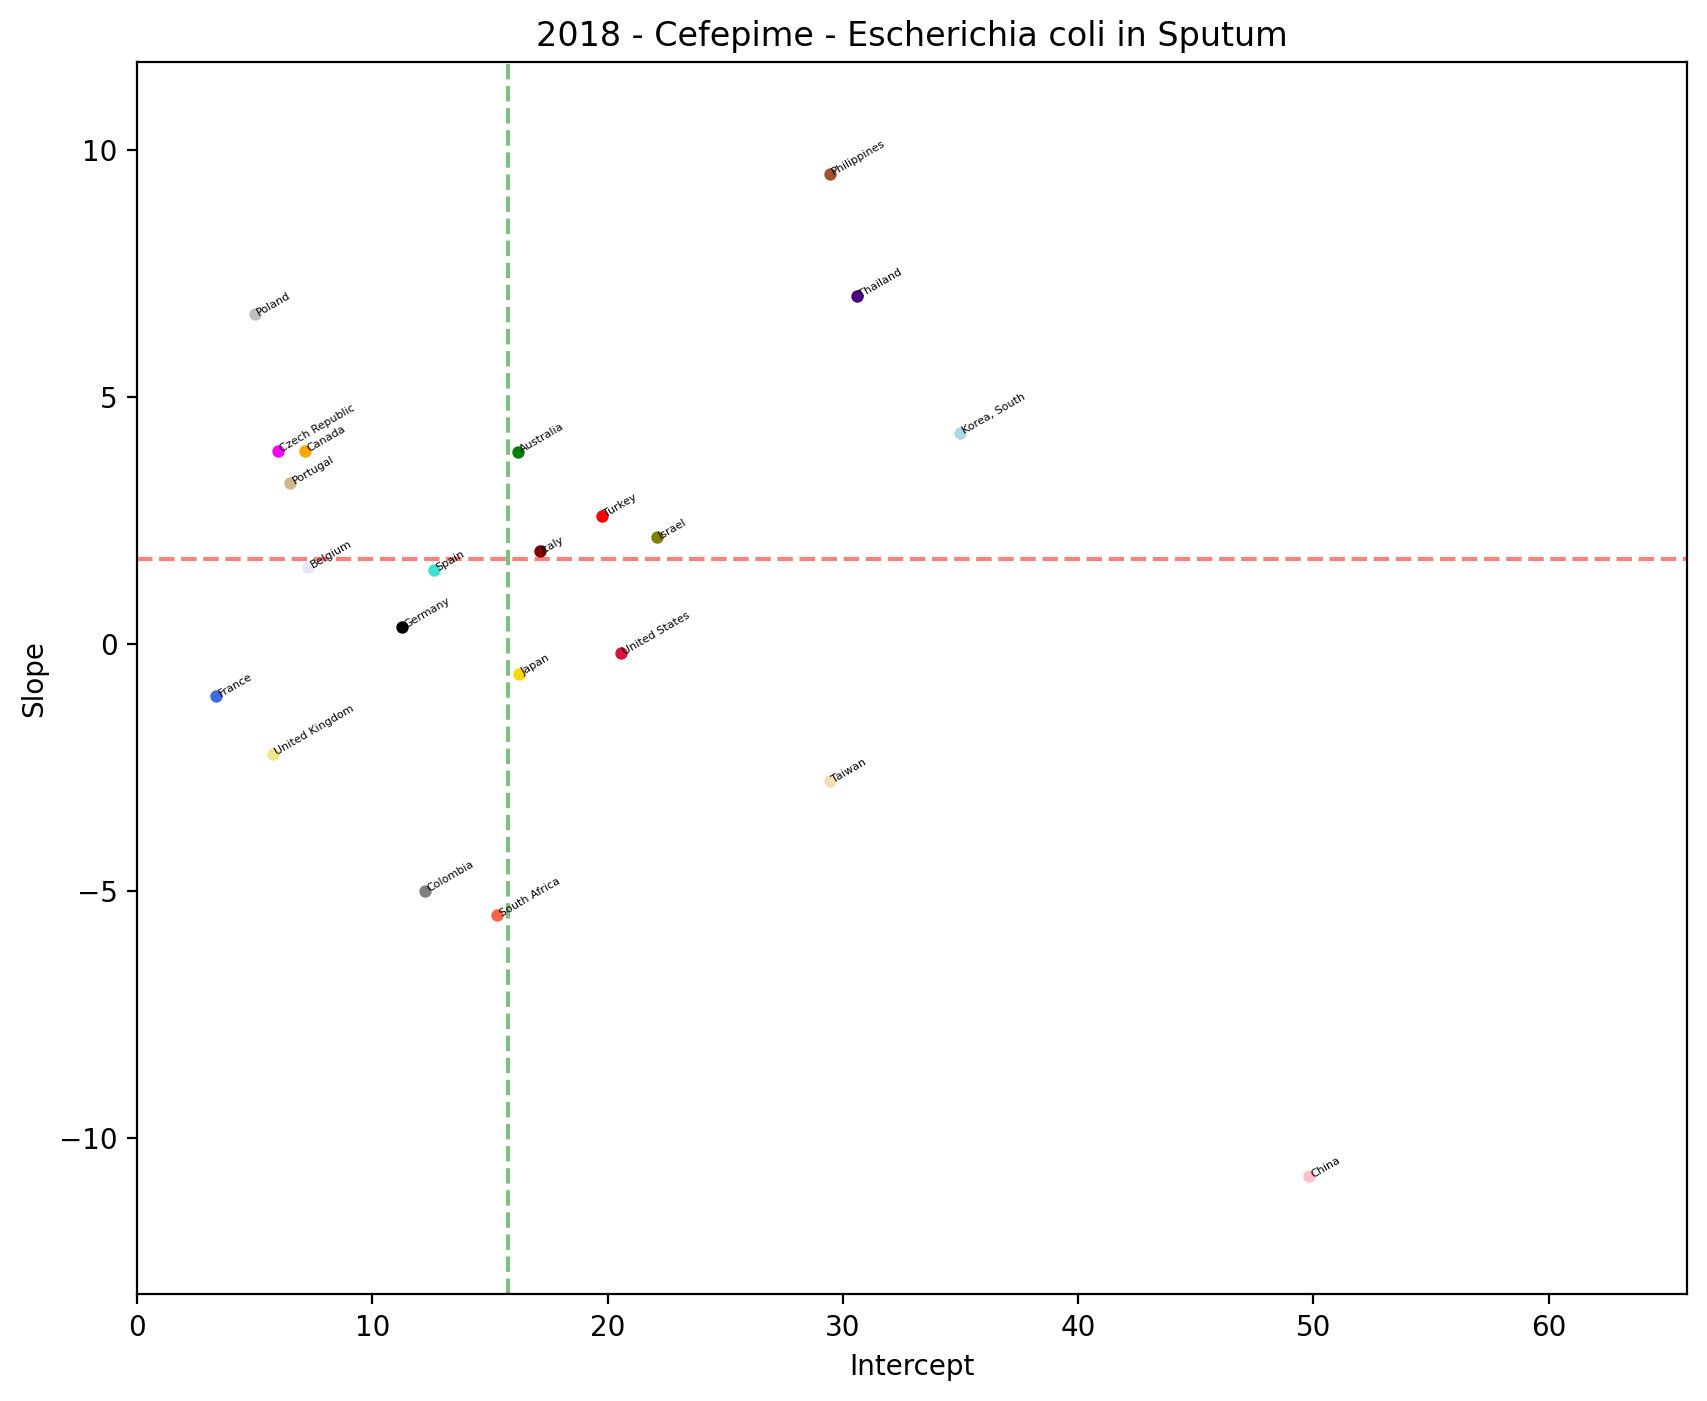 2018 - Cefepime - Escherichia coli in Sputum
10
5
0
−5
−10
Slope
Philippines
Thailand
Poland
Korea, South
Czech Republic
Canada
Australia
Portugal
Turkey
Israel
Italy
Belgium
Spain
Germany
United States
Japan
France
United Kingdom
Taiwan
Colombia
South Africa
China
0
10
20
30
40
50
60
Intercept